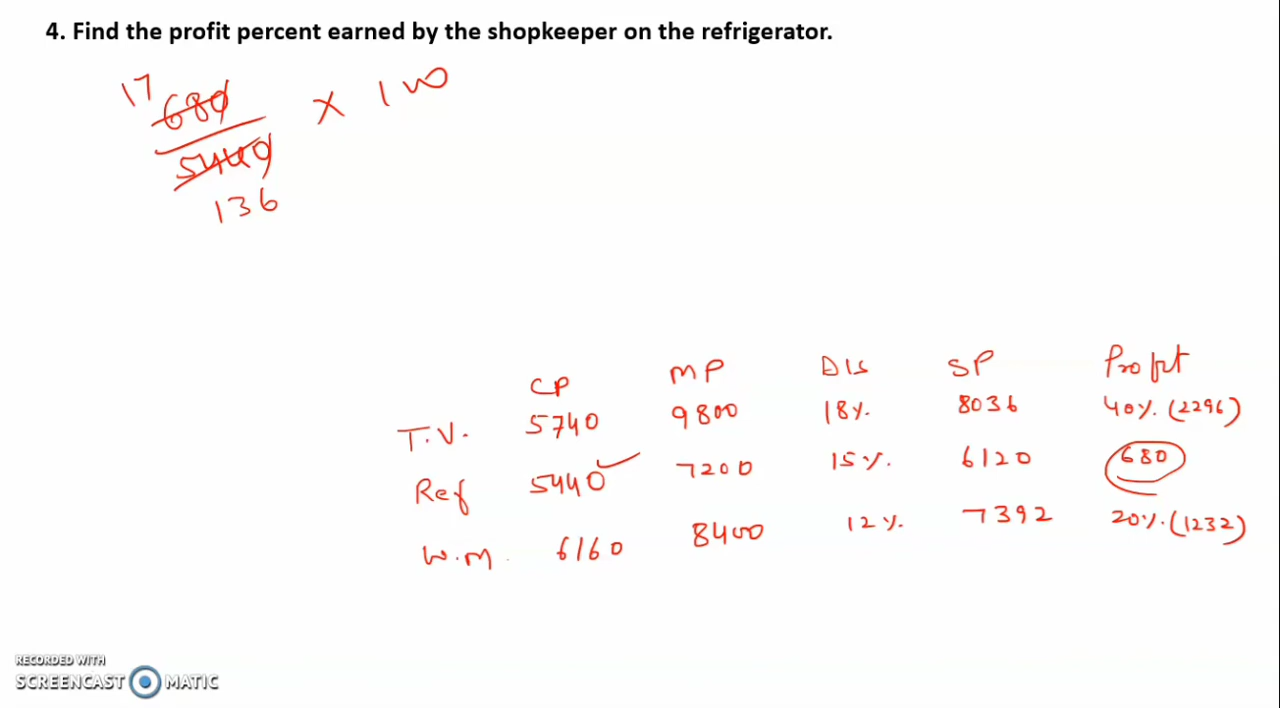 4. Find the profit percent earned by the shopkeeper on the refrigerator.
17
680 × 100
5440
136
CP MP Dis SP Profit
T.V. 5740 9800 18%. 8036 40%. (2296)
Ref 5440 ✓ 7200 15%. 6120 680
W.M. 6160 8400 12%. 7392 20%. (1232)
RECORDED WITH
SCREENCAST MATIC